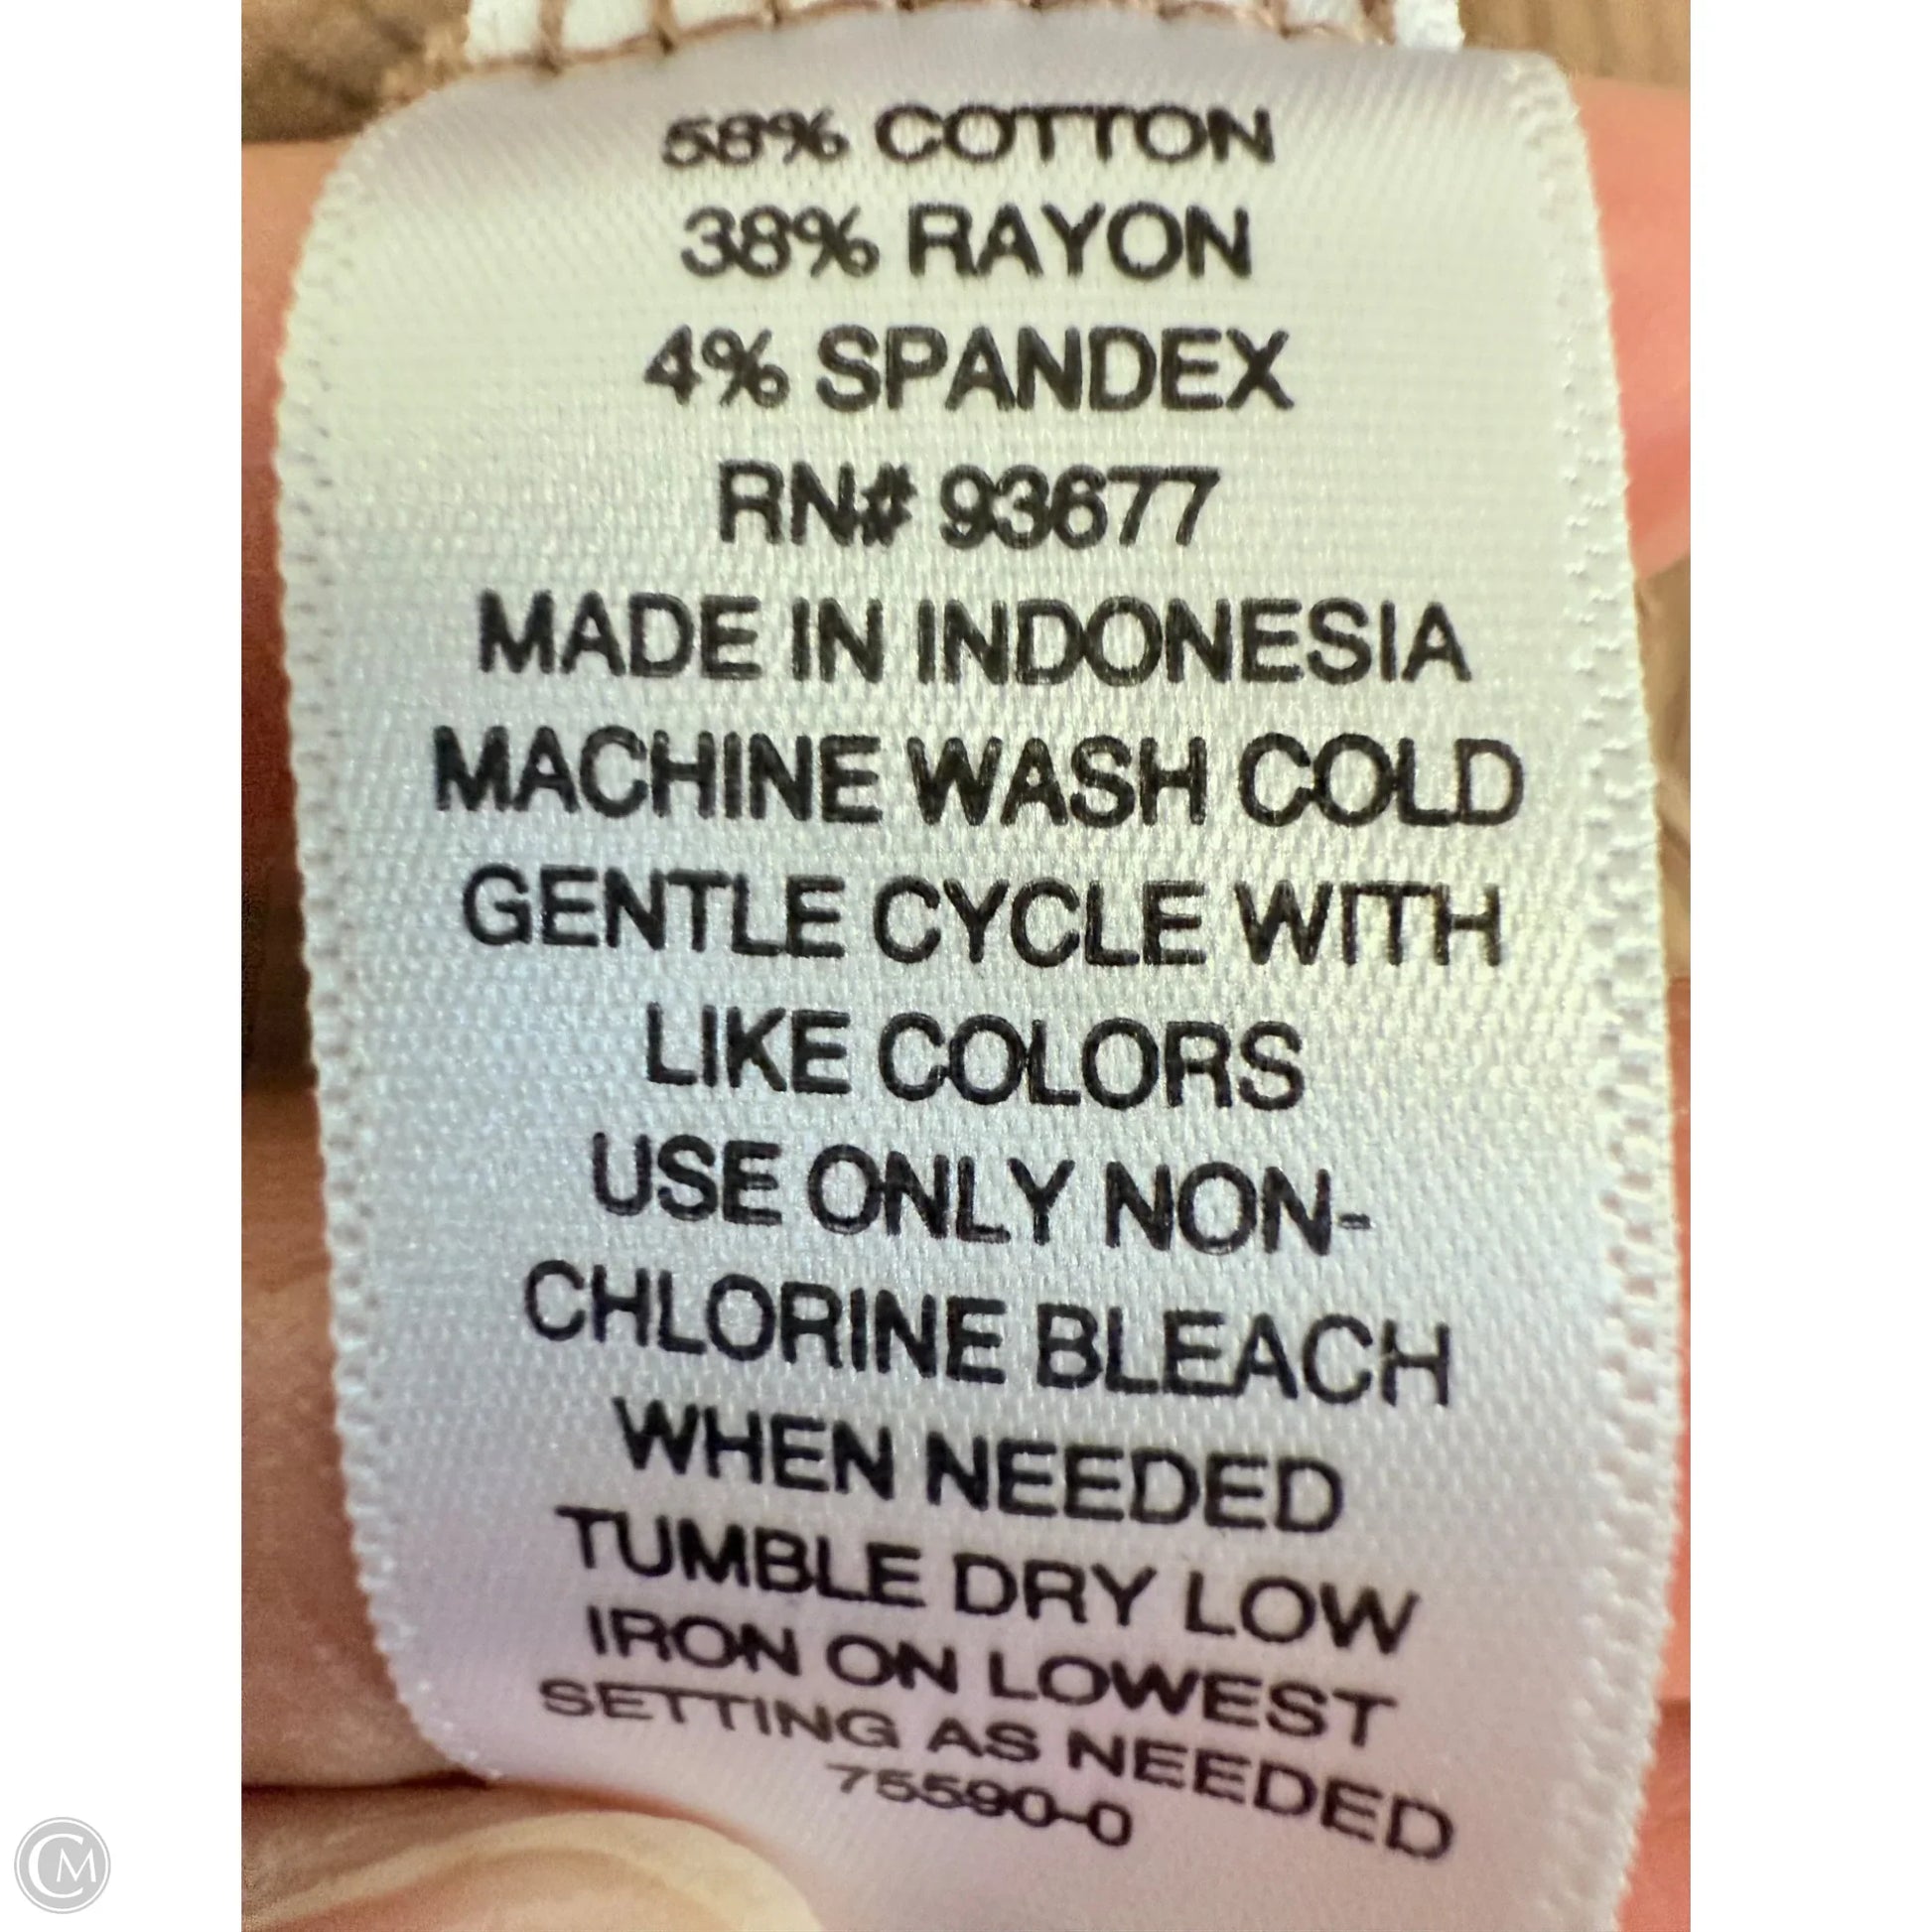 58% COTTON
38% RAYON
4% SPANDEX
RN# 93677
MADE IN INDONESIA
MACHINE WASH COLD
GENTLE CYCLE WITH
LIKE COLORS
USE ONLY NON-
CHLORINE BLEACH
WHEN NEEDED
TUMBLE DRY LOW
IRON ON LOWEST
SETTING AS NEEDED
75590-0
CM